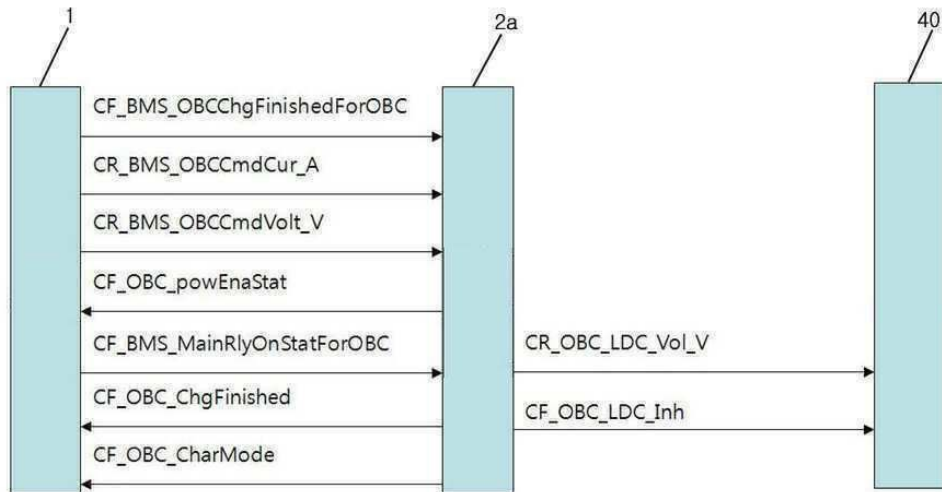 1
2a
40
CF_BMS_OBCChgFinishedForOBC
CR_BMS_OBCCmdCur_A
CR_BMS_OBCCmdVolt_V
CF_OBC_powEnaStat
CF_BMS_MainRlyOnStatForOBC
CR_OBC_LDC_Vol_V
CF_OBC_ChgFinished
CF_OBC_LDC_Inh
CF_OBC_CharMode